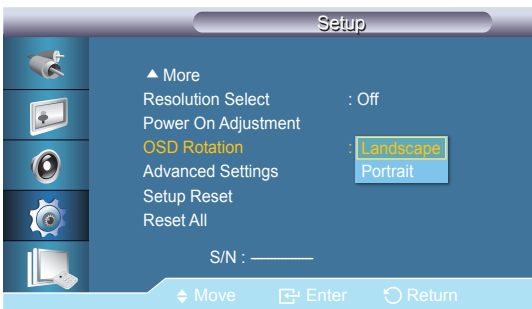 Setup
▲ More
Resolution Select : Off
Power On Adjustment
OSD Rotation : Landscape
Portrait
Advanced Settings
Setup Reset
Reset All
S/N :
Move Enter Return